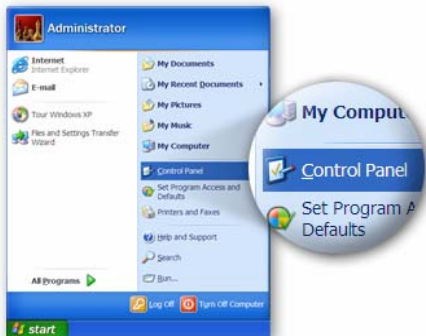 Administrator
Internet
Internet Explorer
E-mail
Tour Windows XP
Files and Settings Transfer
Wizard
All Programs
My Documents
My Recent Documents
My Pictures
My Music
My Computer
Control Panel
Set Program Access and
Defaults
Printers and Faxes
Help and Support
Search
Run...
Log Off
Turn Off Computer
start
My Comput
Control Panel
Set Program A
Defaults